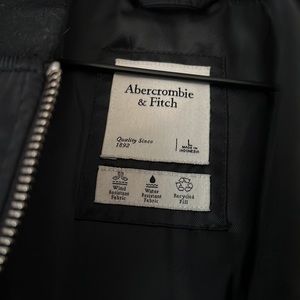 Abercrombie
& Fitch
Quality Since
1892
L
MADE IN
INDONESIA
Wind
Resistant
Fabric
Water
Resistant
Fabric
Recycled
Fill